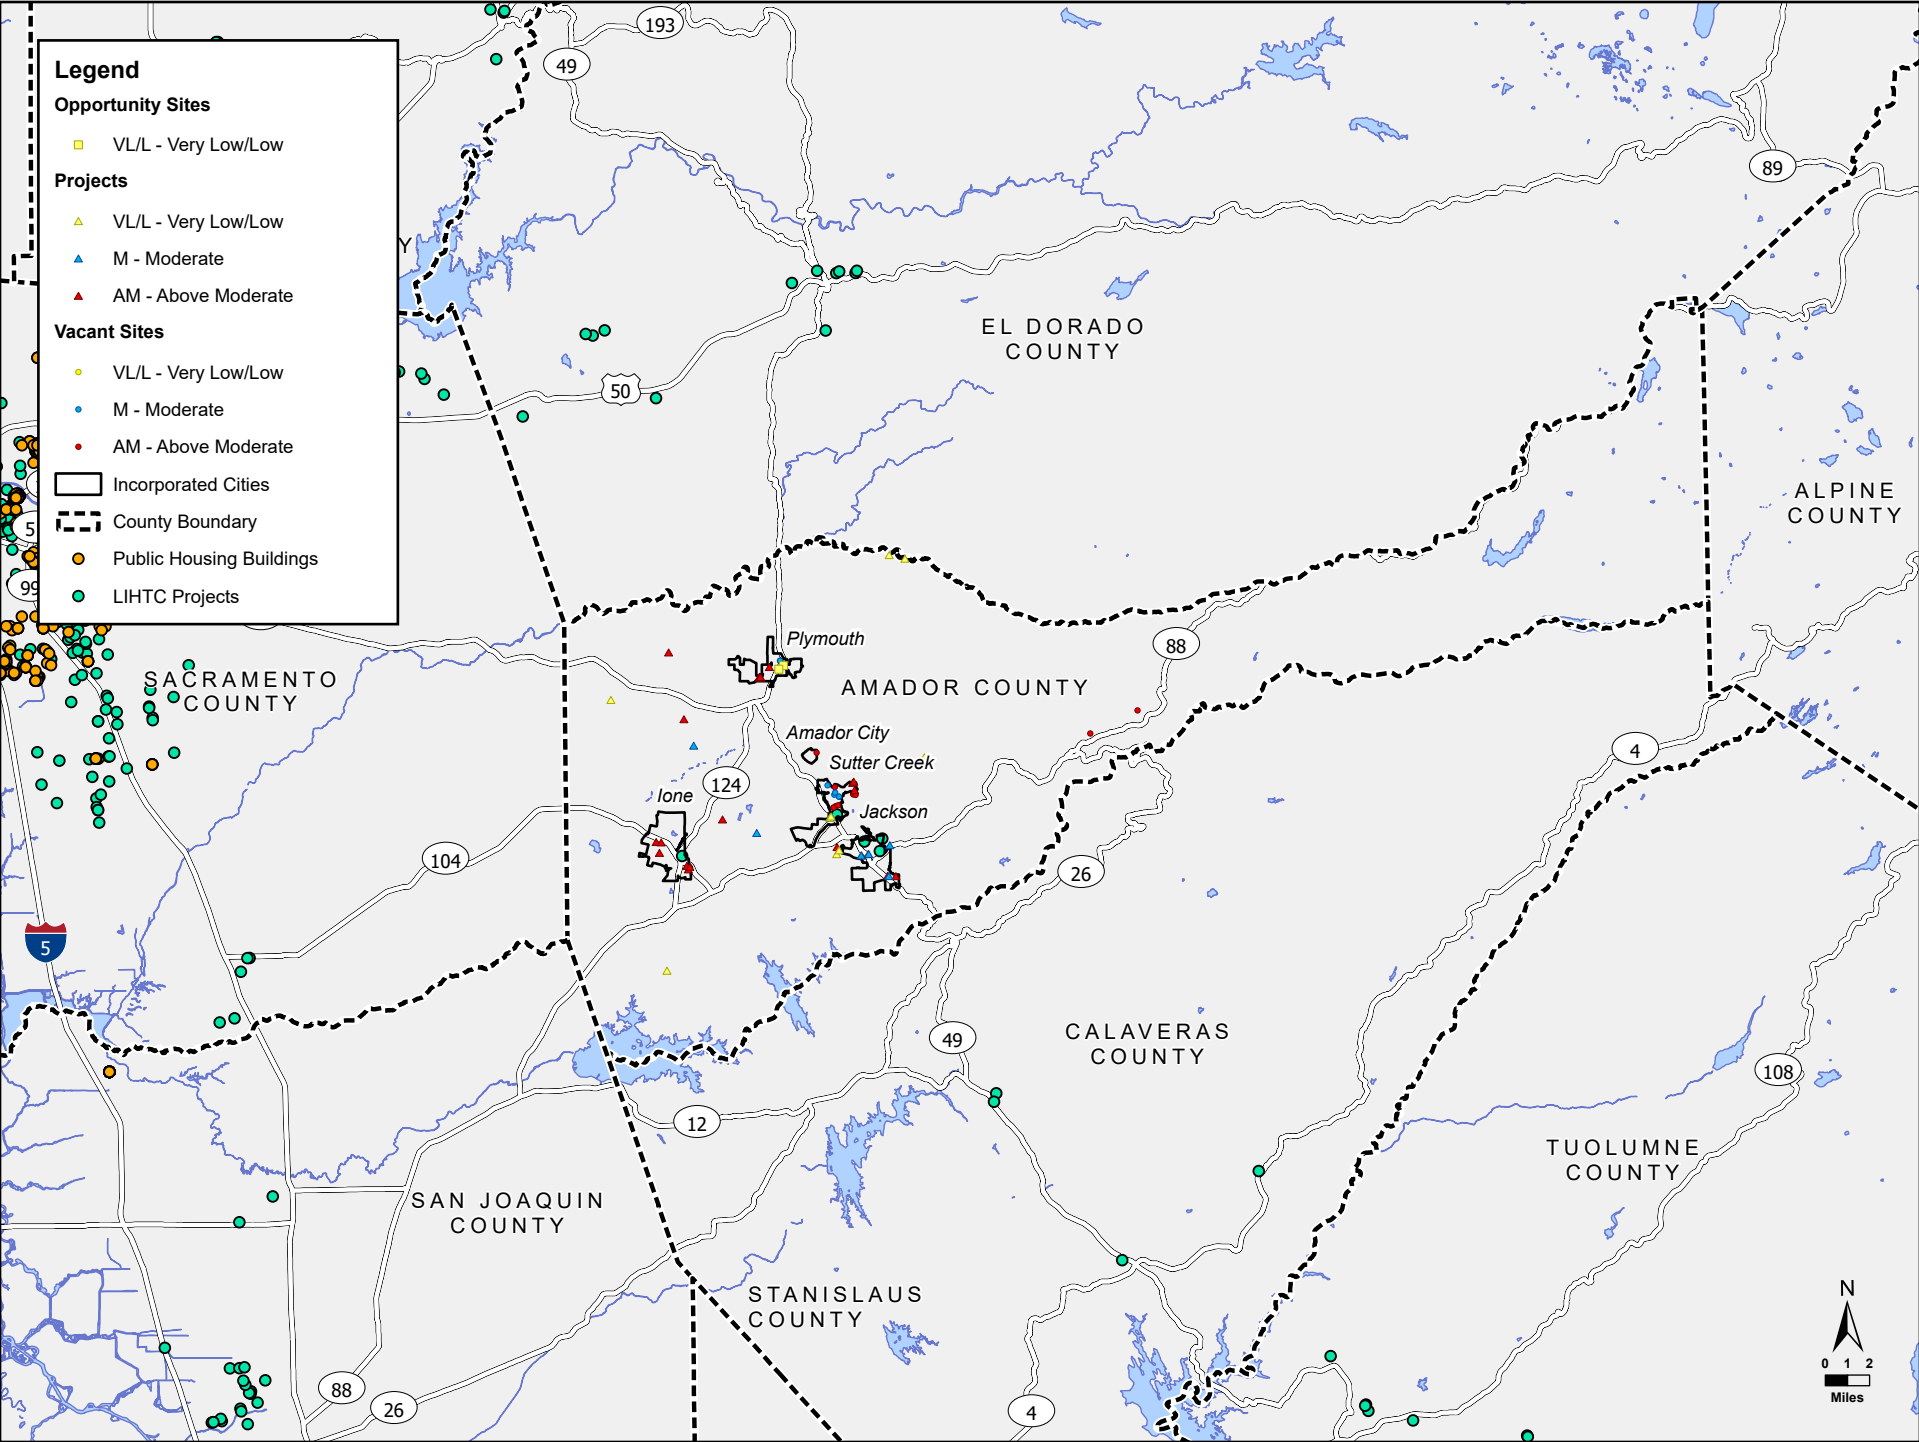 Legend
Opportunity Sites
VL/L - Very Low/Low
Projects
VL/L - Very Low/Low
M - Moderate
AM - Above Moderate
Vacant Sites
VL/L - Very Low/Low
M - Moderate
AM - Above Moderate
Incorporated Cities
County Boundary
Public Housing Buildings
LIHTC Projects
193
49
89
Y
50
EL DORADO
COUNTY
ALPINE
COUNTY
5
99
SACRAMENTO
COUNTY
Plymouth
AMADOR COUNTY
88
Amador City
Sutter Creek
4
124
Ione
Jackson
104
26
5
49
CALAVERAS
COUNTY
108
12
TUOLUMNE
COUNTY
SAN JOAQUIN
COUNTY
STANISLAUS
COUNTY
88
26
4
N
0 1 2
Miles